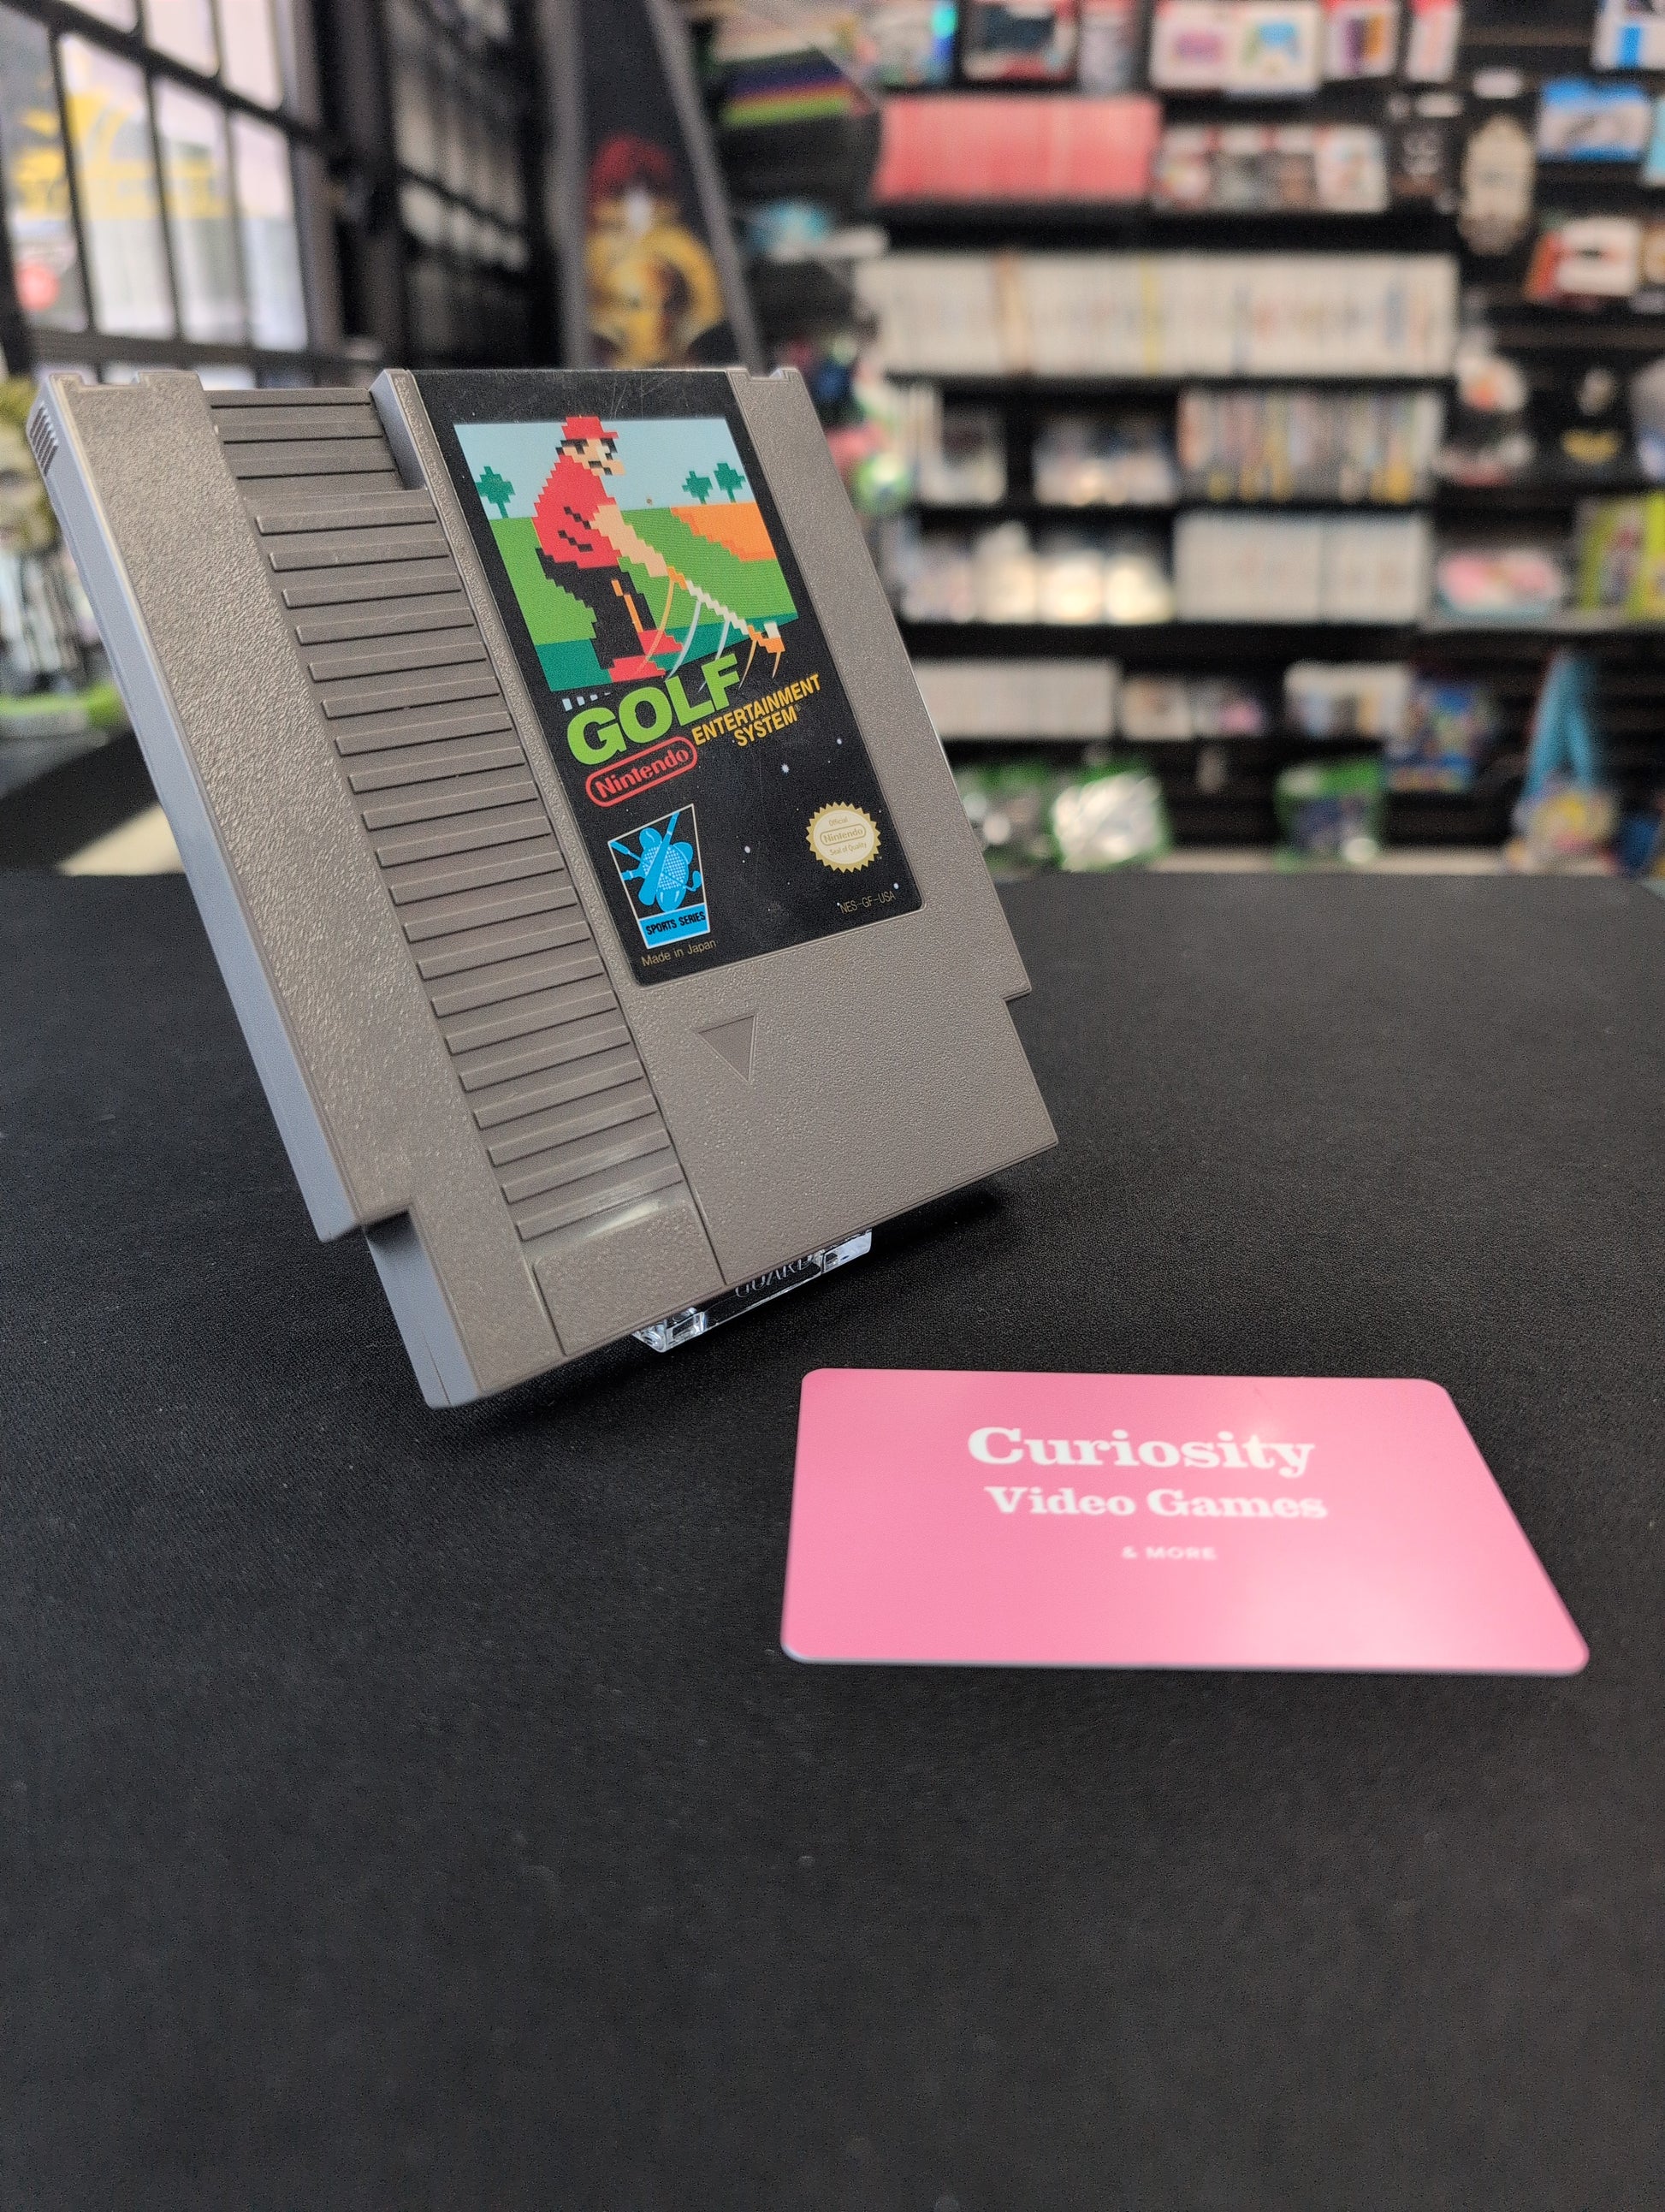 GOLF
Nintendo
ENTERTAINMENT
SYSTEM
SPORTS SERIES
Made in Japan
Official
Nintendo
Seal of Quality
NES-GF-USA
Curiosity
Video Games
& MORE